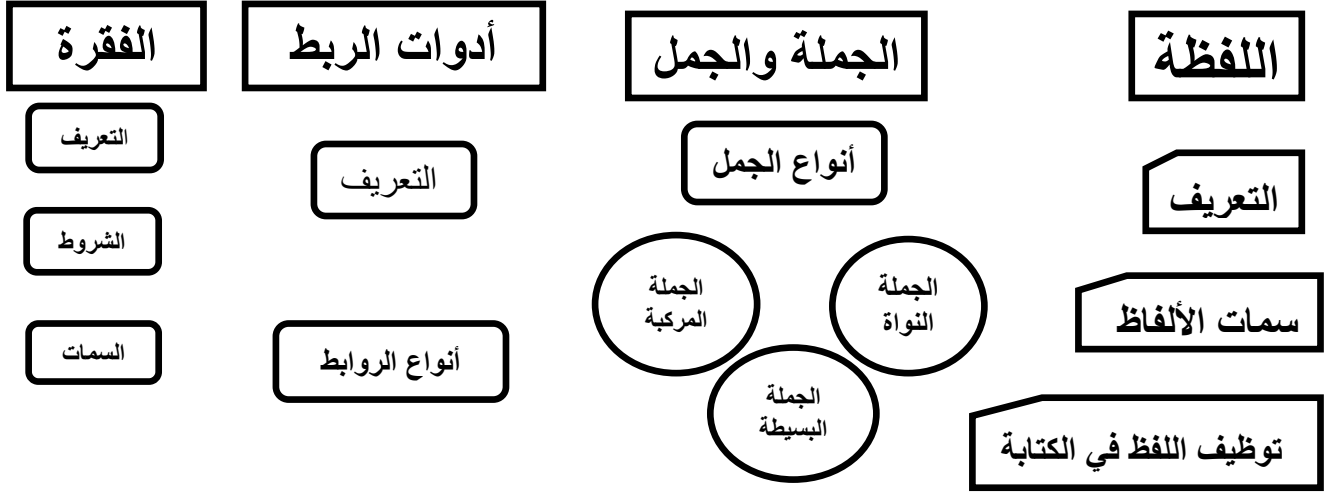 اللفظة
التعريف
سمات الألفاظ
توظيف اللفظ في الكتابة
الجملة والجمل
أنواع الجمل
الجملة
النواة
الجملة
البسيطة
الجملة
المركبة
أدوات الربط
التعريف
أنواع الروابط
الفقرة
التعريف
الشروط
السمات